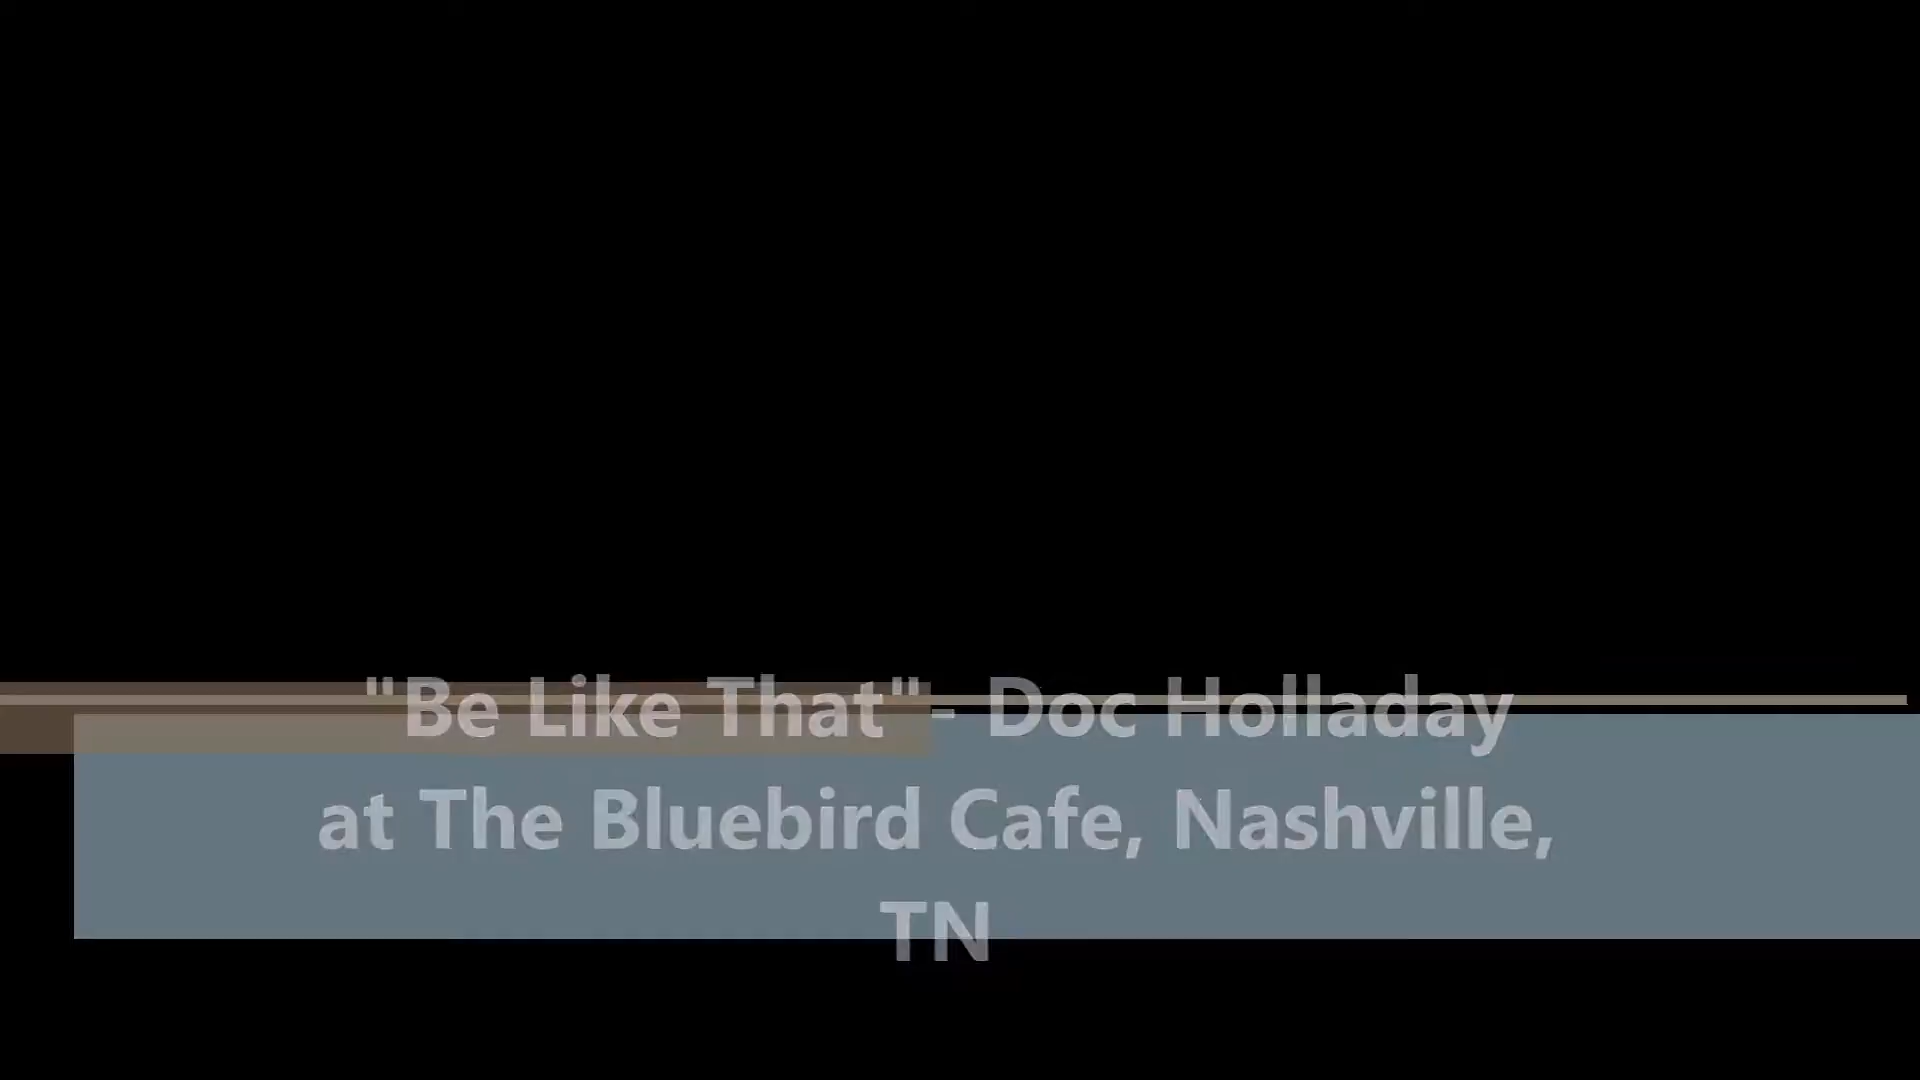 "Be Like That" - Doc Holladay
at The Bluebird Cafe, Nashville,
TN